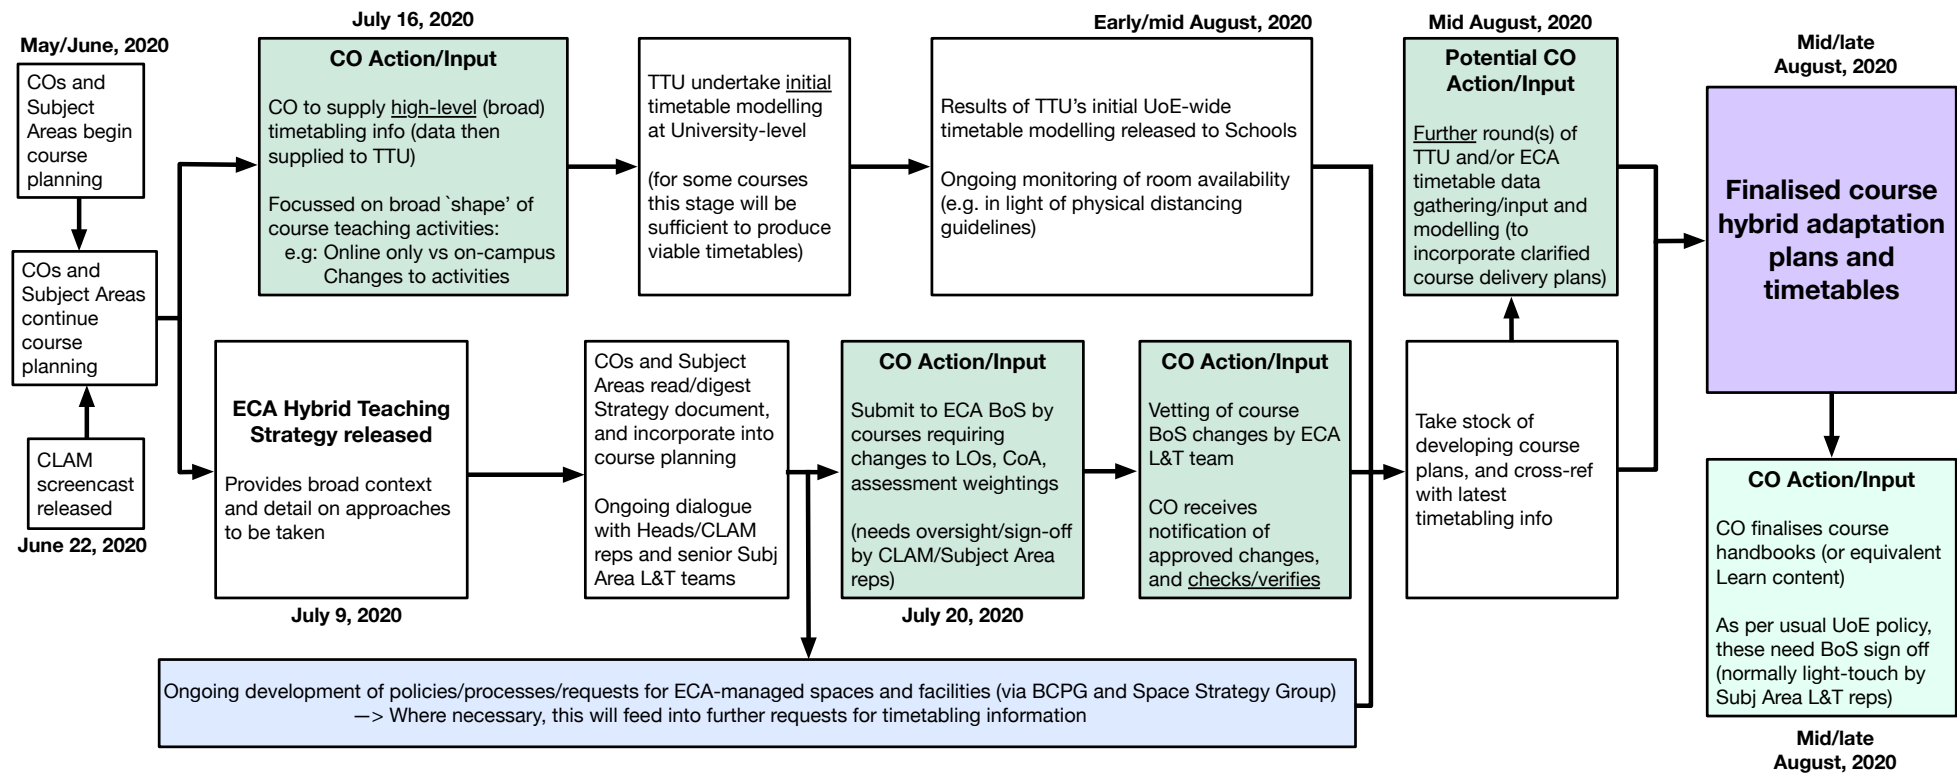 May/June, 2020
COs and
Subject
Areas begin
course
planning
COs and
Subject Areas
continue
course
planning
CLAM
screencast
released
June 22, 2020
July 16, 2020
CO Action/Input
CO to supply high-level (broad)
timetabling info (data then
supplied to TTU)
Focussed on broad `shape' of
course teaching activities:
e.g: Online only vs on-campus
Changes to activities
TTU undertake initial
timetable modelling
at University-level
(for some courses
this stage will be
sufficient to produce
viable timetables)
Early/mid August, 2020
Results of TTU's initial UoE-wide
timetable modelling released to Schools
Ongoing monitoring of room availability
(e.g. in light of physical distancing
guidelines)
Mid August, 2020
Potential CO
Action/Input
Further round(s) of
TTU and/or ECA
timetable data
gathering/input and
modelling (to
incorporate clarified
course delivery plans)
Mid/late
August, 2020
Finalised course
hybrid adaptation
plans and
timetables
ECA Hybrid Teaching
Strategy released
Provides broad context
and detail on approaches
to be taken
July 9, 2020
COs and Subject
Areas read/digest
Strategy document,
and incorporate into
course planning
Ongoing dialogue
with Heads/CLAM
reps and senior Subj
Area L&T teams
CO Action/Input
Submit to ECA BoS by
courses requiring
changes to LOs, CoA,
assessment weightings
(needs oversight/sign-off
by CLAM/Subject Area
reps)
July 20, 2020
CO Action/Input
Vetting of course
BoS changes by ECA
L&T team
CO receives
notification of
approved changes,
and checks/verifies
Take stock of
developing course
plans, and cross-ref
with latest
timetabling info
CO Action/Input
CO finalises course
handbooks (or equivalent
Learn content)
As per usual UoE policy,
these need BoS sign off
(normally light-touch by
Subj Area L&T reps)
Mid/late
August, 2020
Ongoing development of policies/processes/requests for ECA-managed spaces and facilities (via BCPG and Space Strategy Group)
—> Where necessary, this will feed into further requests for timetabling information